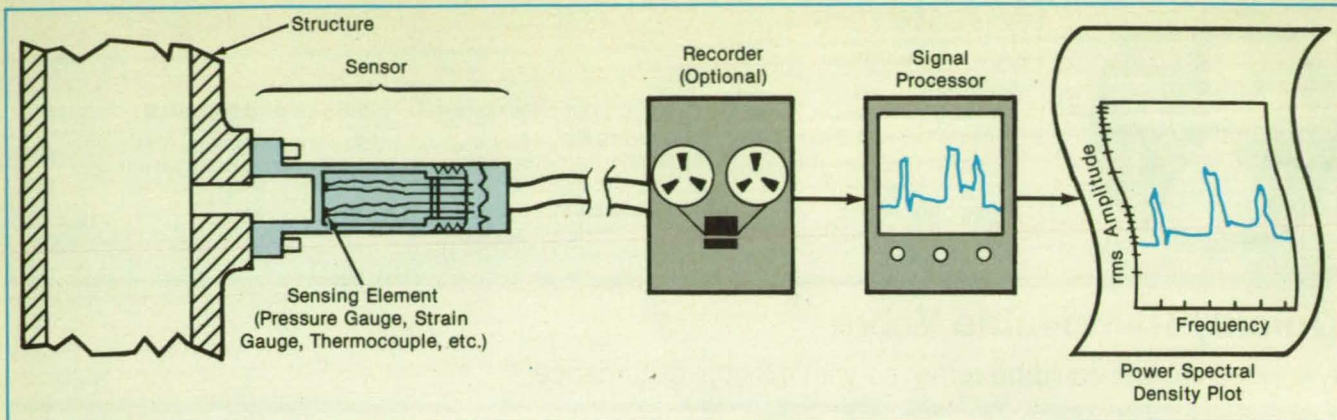 Structure
Sensor
Recorder
(Optional)
Signal
Processor
Sensing Element
(Pressure Gauge, Strain
Gauge, Thermocouple, etc.)
rms Amplitude
Frequency
Power Spectral
Density Plot